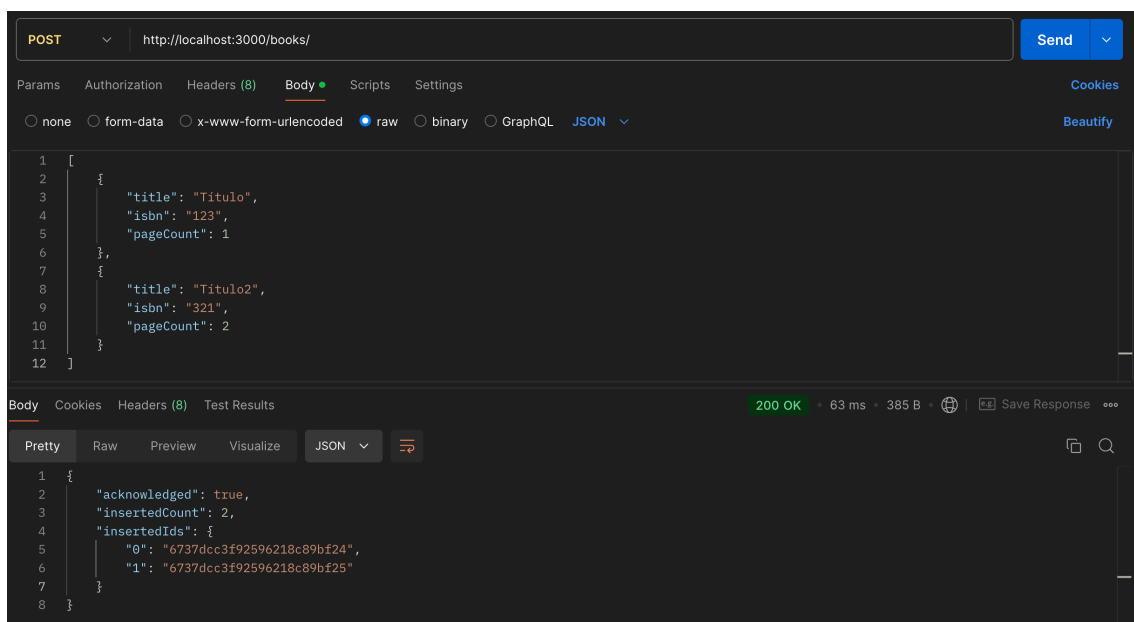 POST http://localhost:3000/books/ Send
Params Authorization Headers (8) Body Scripts Settings Cookies
none form-data x-www-form-urlencoded raw binary GraphQL JSON Beautify
1 [
2 {
3 "title": "Título",
4 "isbn": "123",
5 "pageCount": 1
6 },
7 {
8 "title": "Título2",
9 "isbn": "321",
10 "pageCount": 2
11 }
12 ]
Body Cookies Headers (8) Test Results 200 OK • 63 ms • 385 B • e.g. Save Response
Pretty Raw Preview Visualize JSON
1 {
2 "acknowledged": true,
3 "insertedCount": 2,
4 "insertedIds": {
5 "0": "6737dcc3f92596218c89bf24",
6 "1": "6737dcc3f92596218c89bf25"
7 }
8 }